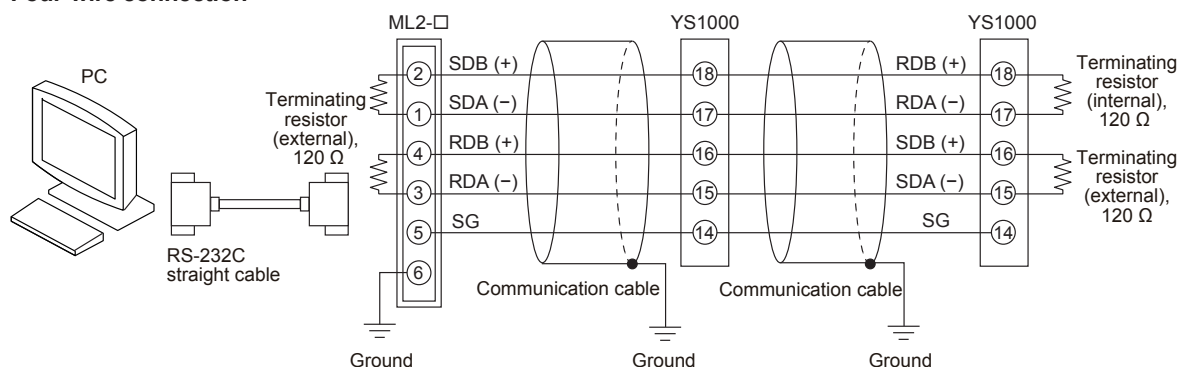 Four-wire connection
PC
RS-232C
straight cable
Terminating
resistor
(external),
120 Ω
ML2-□
2
1
4
3
5
6
SDB (+)
SDA (−)
RDB (+)
RDA (−)
SG
Communication cable
YS1000
18
17
16
15
14
Communication cable
RDB (+)
RDA (−)
SDB (+)
SDA (−)
SG
YS1000
18
17
16
15
14
Terminating
resistor
(internal),
120 Ω
Terminating
resistor
(external),
120 Ω
Ground
Ground
Ground